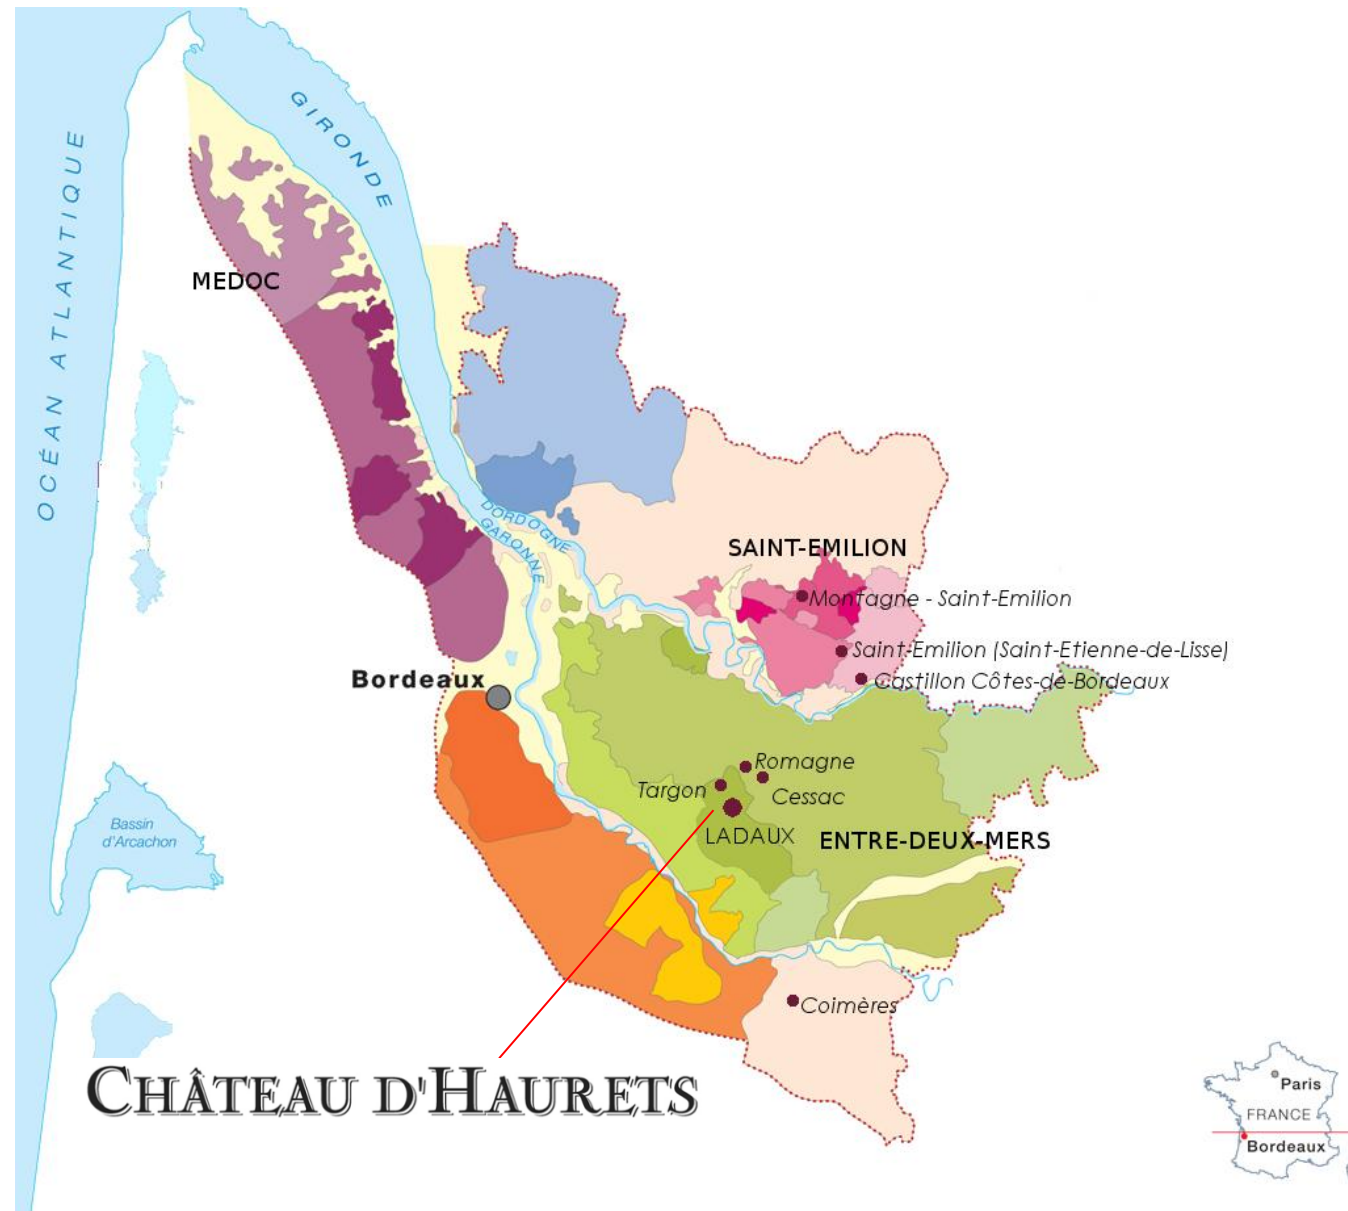 OCÉAN ATLANTIQUE
GIRONDE
MEDOC
DORDOGNE
GARONNE
SAINT-EMILION
Montagne - Saint-Emilion
Saint-Emilion (Saint-Etienne-de-Lisse)
Castillon Côtes-de-Bordeaux
Bordeaux
Romagne
Targon
Cessac
LADAUX
ENTRE-DEUX-MERS
Bassin
d'Arcachon
Coimères
CHÂTEAU D'HAURETS
Paris
FRANCE
Bordeaux